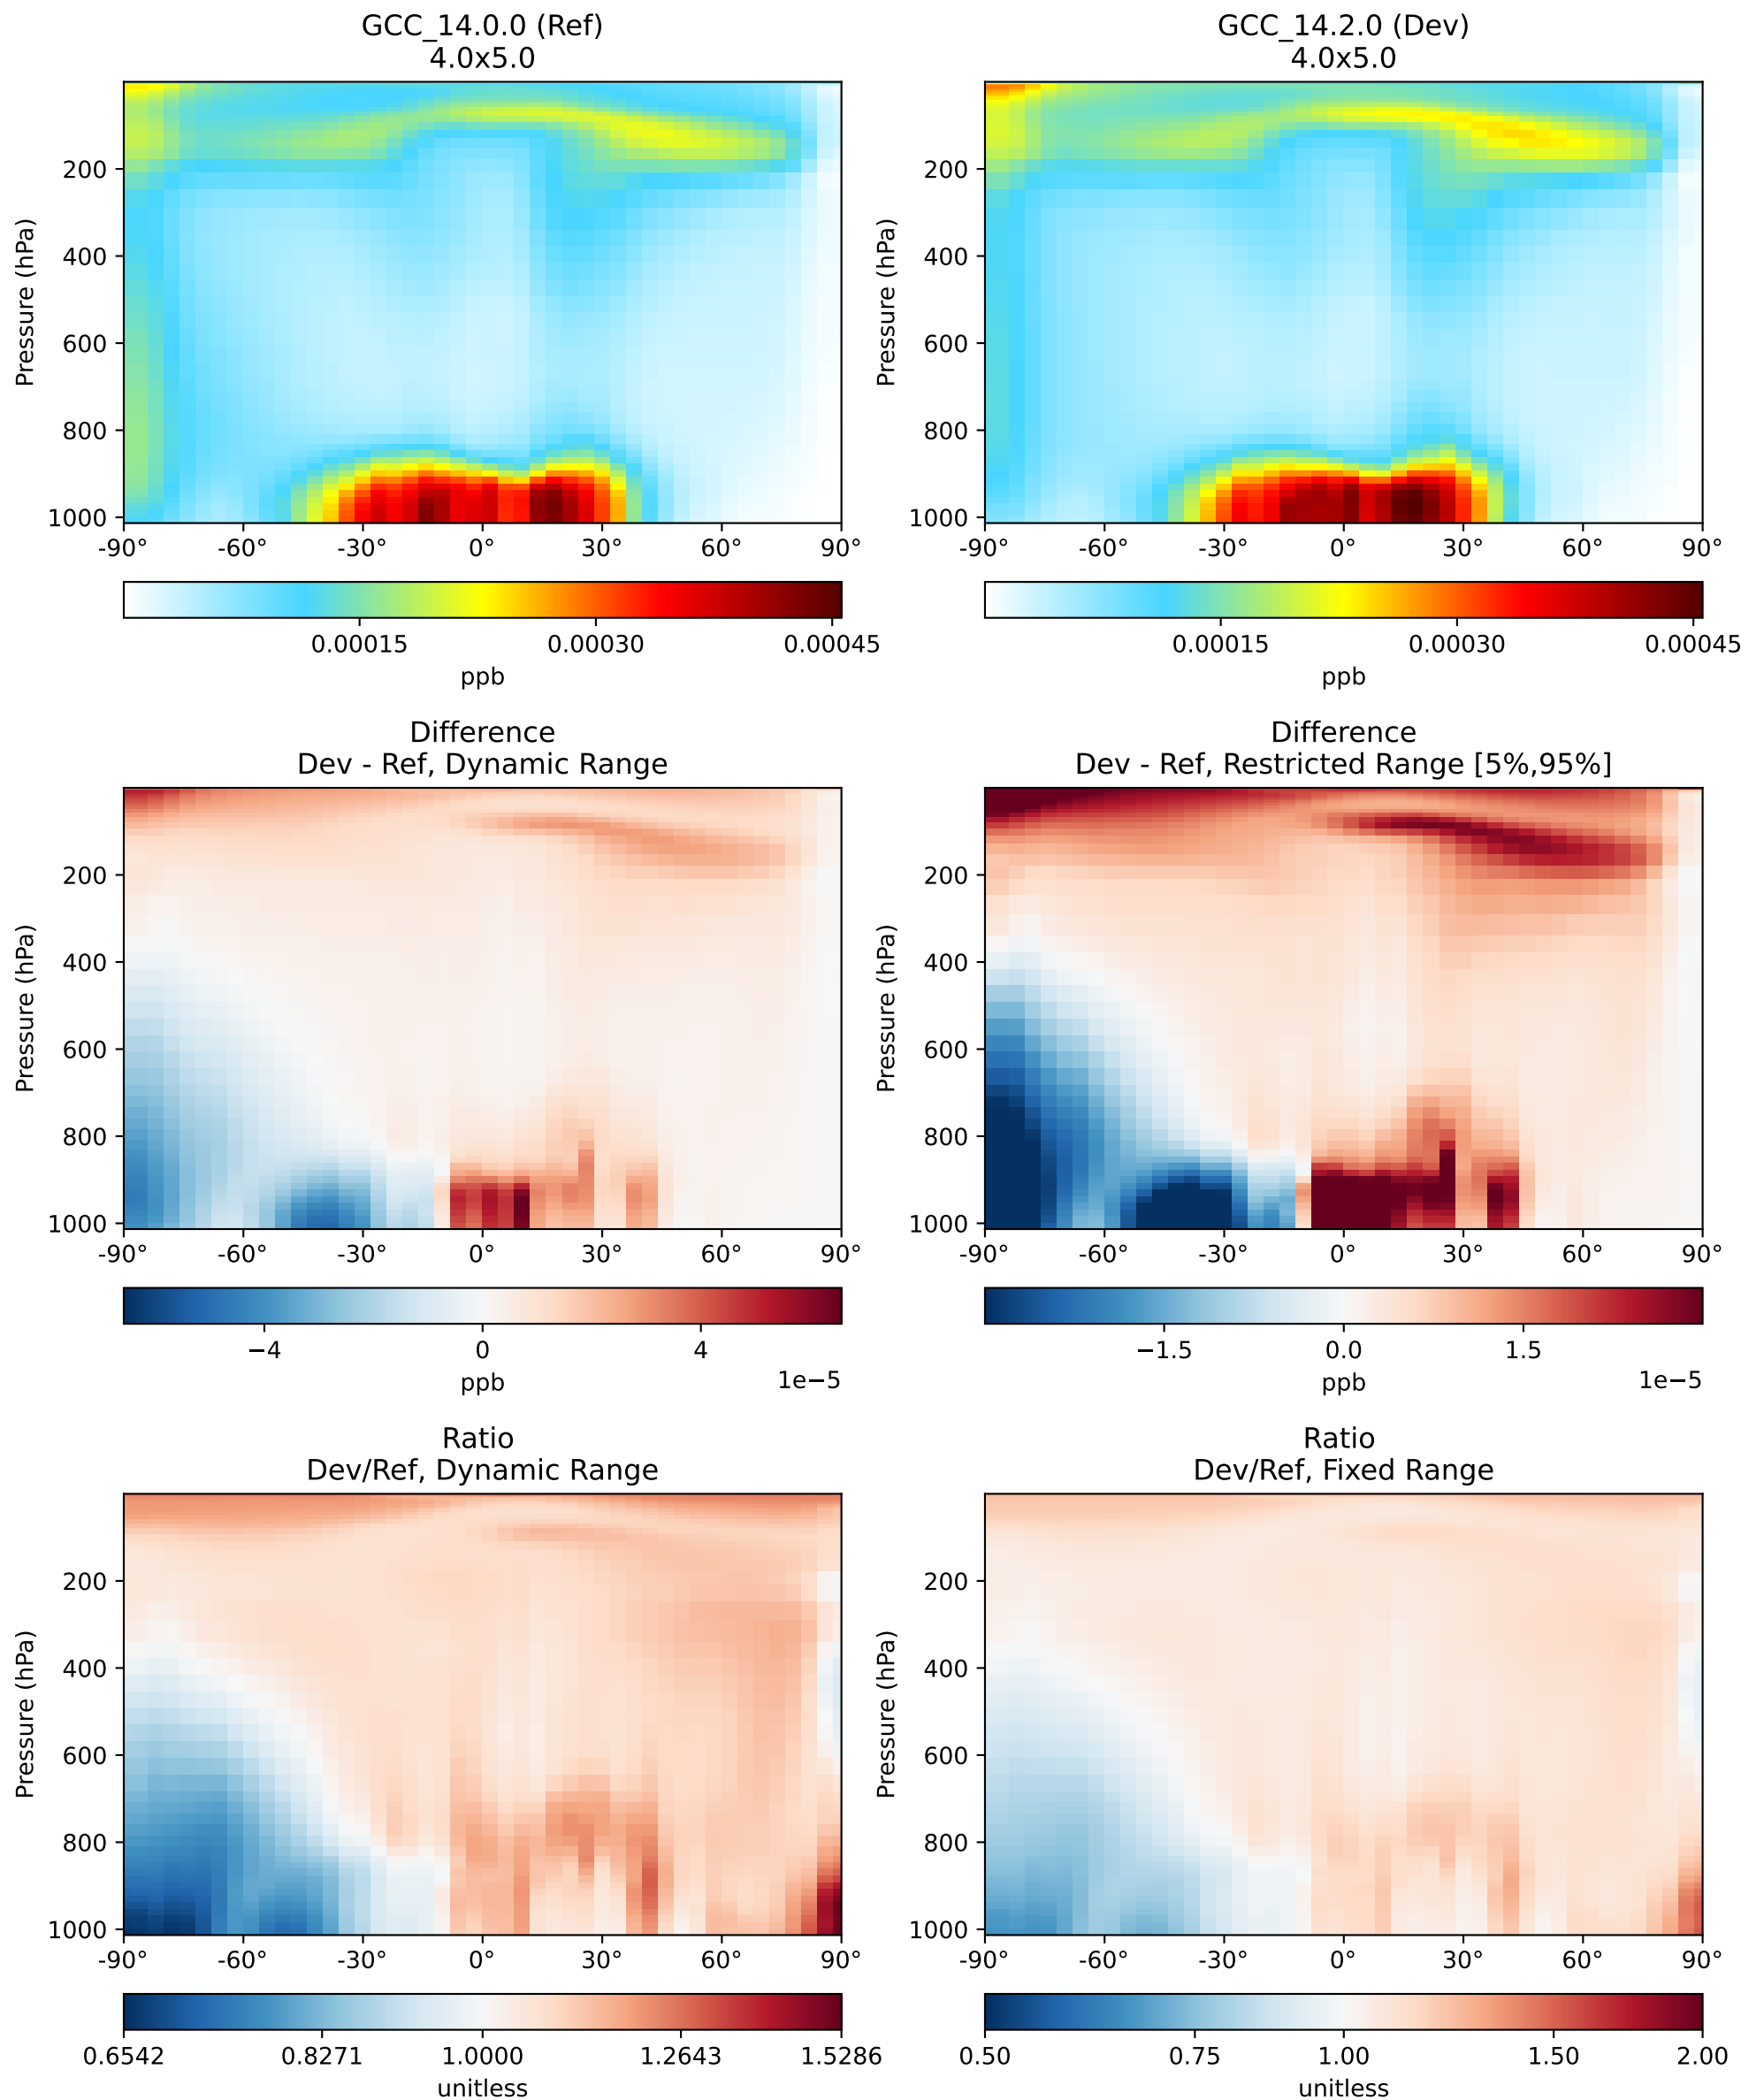 GCC_14.0.0 (Ref)
4.0x5.0
Pressure (hPa)
200
400
600
800
1000
-90° -60° -30° 0° 30° 60° 90°
0.00015 0.00030 0.00045
ppb
GCC_14.2.0 (Dev)
4.0x5.0
Pressure (hPa)
200
400
600
800
1000
-90° -60° -30° 0° 30° 60° 90°
0.00015 0.00030 0.00045
ppb
Difference
Dev - Ref, Dynamic Range
Pressure (hPa)
200
400
600
800
1000
-90° -60° -30° 0° 30° 60° 90°
−4 0 4
1e−5
ppb
Difference
Dev - Ref, Restricted Range [5%,95%]
Pressure (hPa)
200
400
600
800
1000
-90° -60° -30° 0° 30° 60° 90°
−1.5 0.0 1.5
1e−5
ppb
Ratio
Dev/Ref, Dynamic Range
Pressure (hPa)
200
400
600
800
1000
-90° -60° -30° 0° 30° 60° 90°
0.6542 0.8271 1.0000 1.2643 1.5286
unitless
Ratio
Dev/Ref, Fixed Range
Pressure (hPa)
200
400
600
800
1000
-90° -60° -30° 0° 30° 60° 90°
0.50 0.75 1.00 1.50 2.00
unitless